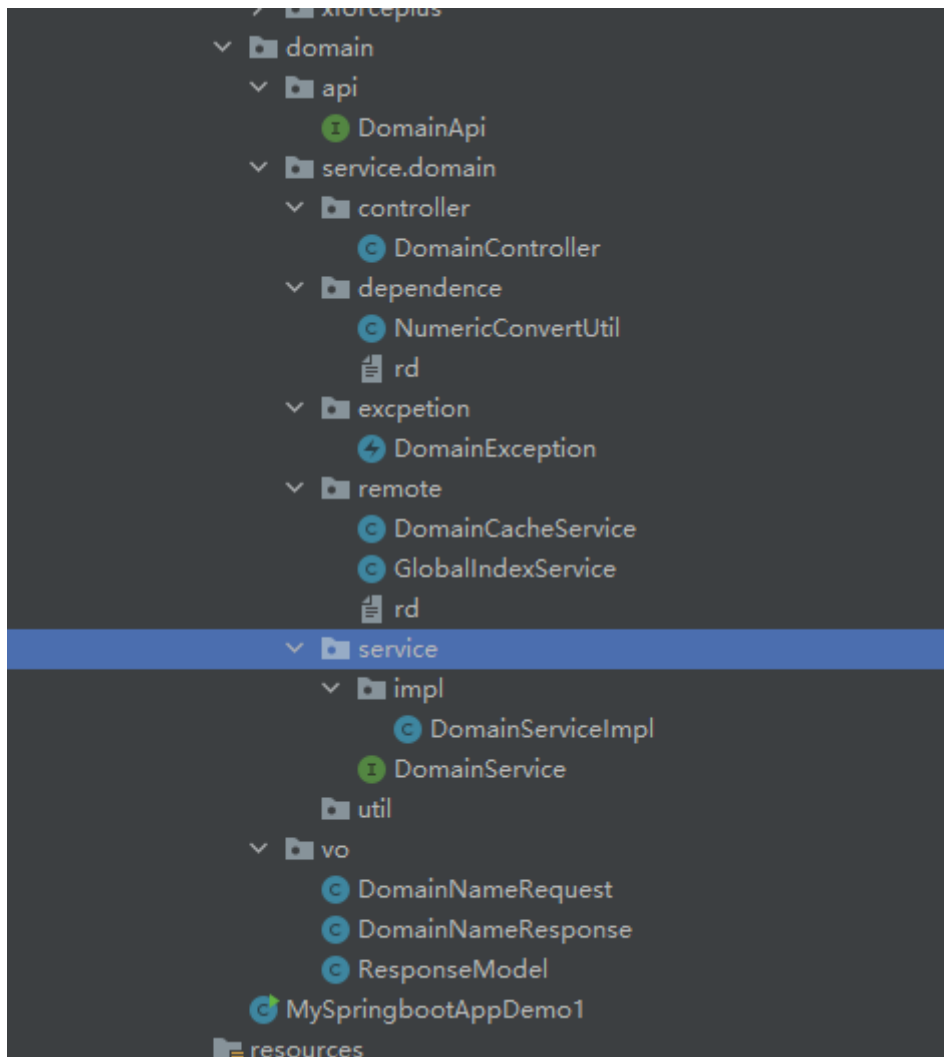 xforceplus
domain
api
DomainApi
service.domain
controller
DomainController
dependence
NumericConvertUtil
rd
excpetion
DomainException
remote
DomainCacheService
GlobalIndexService
rd
service
impl
DomainServiceImpl
DomainService
util
vo
DomainNameRequest
DomainNameResponse
ResponseModel
MySpringbootAppDemo1
resources